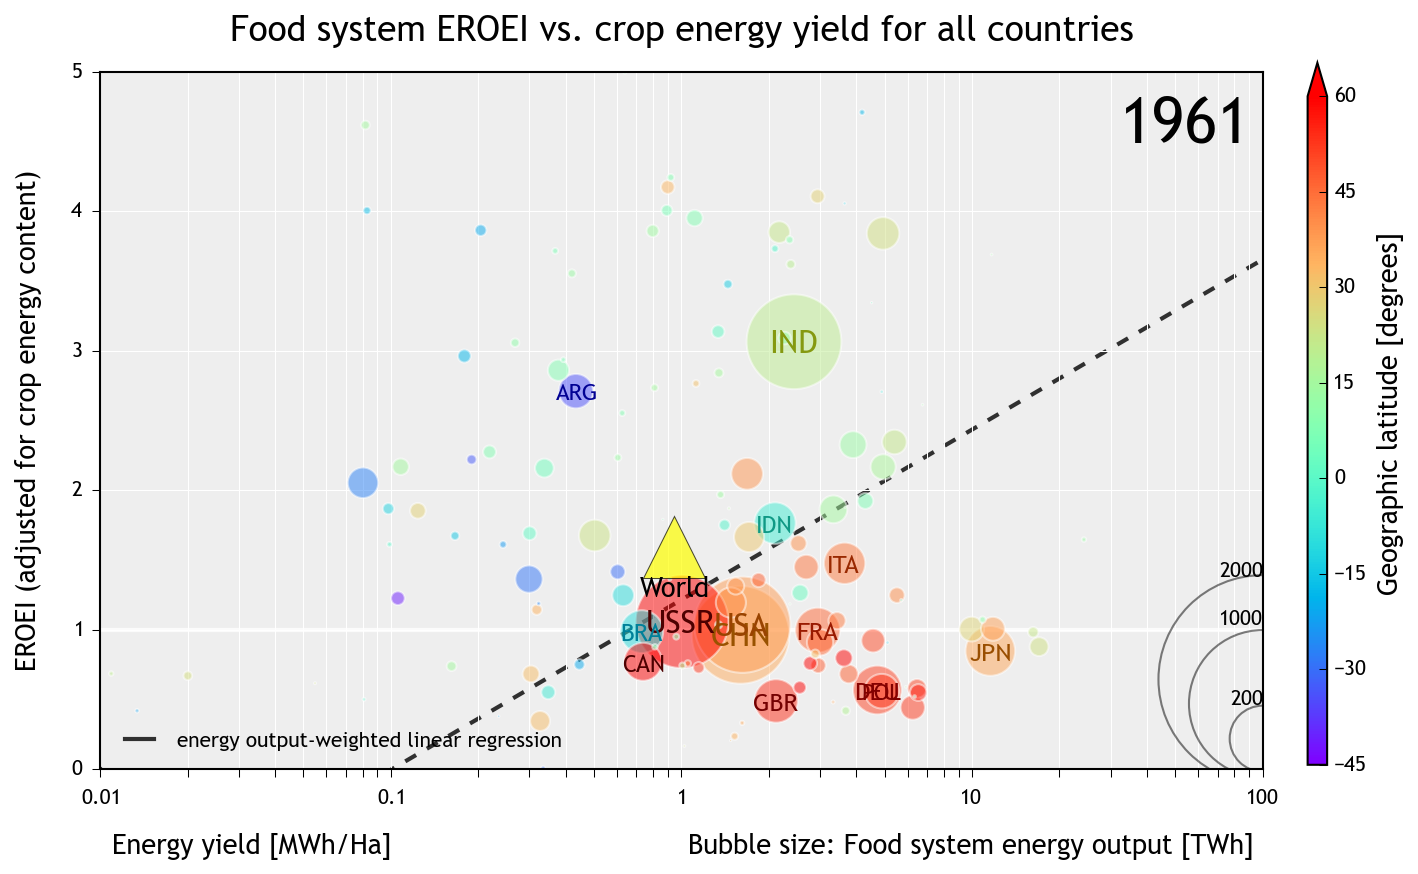 Food system EROEI vs. crop energy yield for all countries
1961
EROEI (adjusted for crop energy content)
5
4
3
2
1
0
0.01
0.1
1
10
100
Energy yield [MWh/Ha]
Bubble size: Food system energy output [TWh]
IND
ARG
IDN
ITA
World
USSR
USA
CHN
BRA
FRA
CAN
JPN
GBR
DEU
POL
2000
1000
200
energy output-weighted linear regression
60
45
30
15
0
−15
−30
−45
Geographic latitude [degrees]